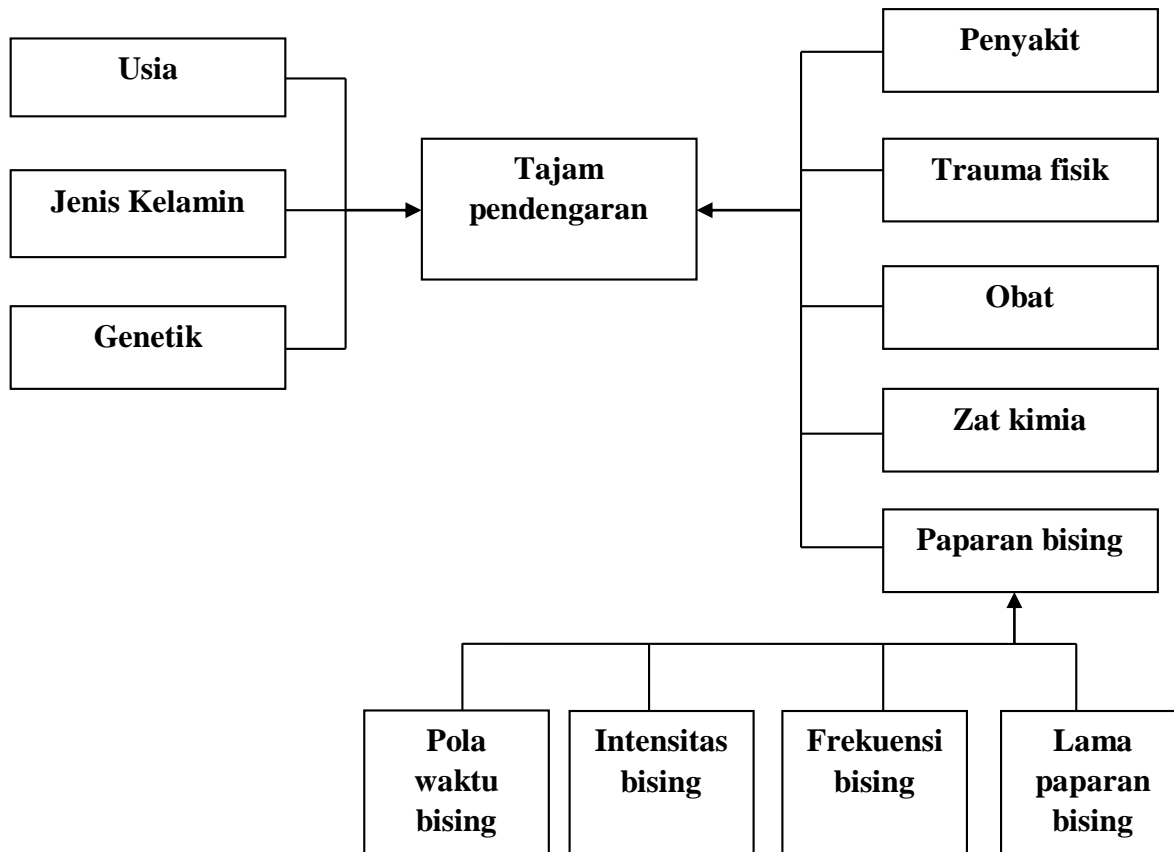 Usia
Jenis Kelamin
Genetik
Tajam
pendengaran
Penyakit
Trauma fisik
Obat
Zat kimia
Paparan bising
Pola
waktu
bising
Intensitas
bising
Frekuensi
bising
Lama
paparan
bising